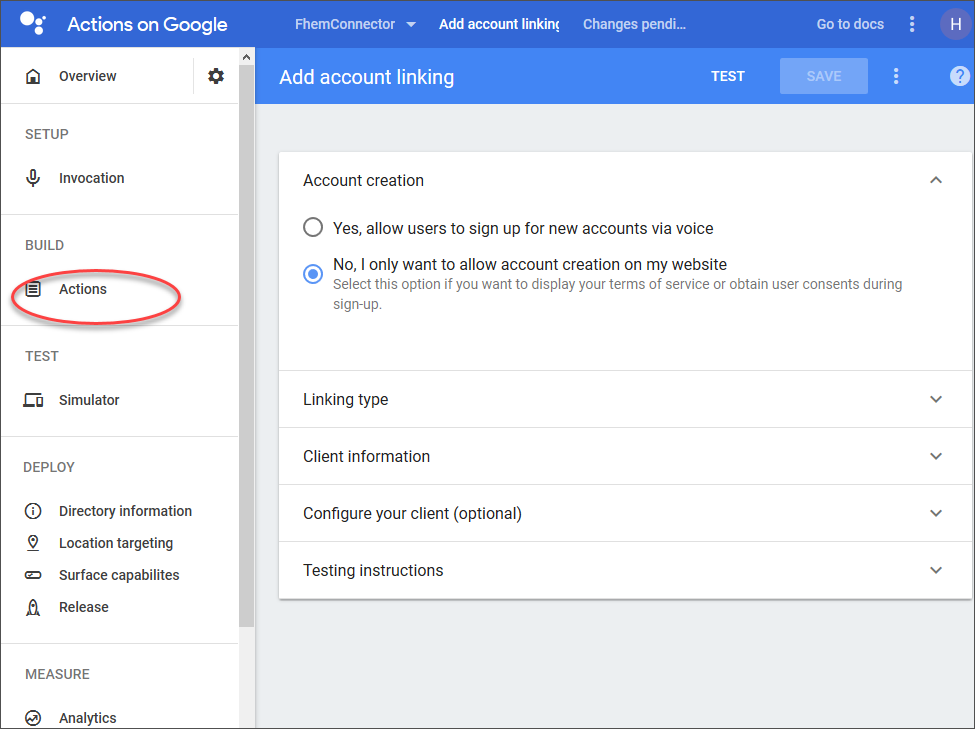 Actions on Google
FhemConnector
Add account linking
Changes pendi...
Go to docs
H
Overview
Add account linking
TEST
SAVE
?
SETUP
Invocation
BUILD
Actions
TEST
Simulator
DEPLOY
Directory information
Location targeting
Surface capabilites
Release
MEASURE
Analytics
Account creation
Yes, allow users to sign up for new accounts via voice
No, I only want to allow account creation on my website
Select this option if you want to display your terms of service or obtain user consents during
sign-up.
Linking type
Client information
Configure your client (optional)
Testing instructions